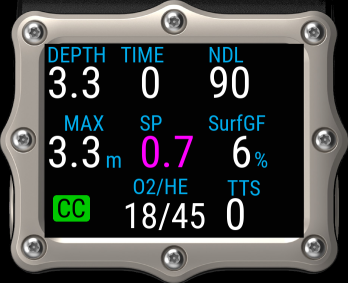 DEPTH TIME NDL
3.3 0 90
MAX SP SurfGF
3.3 m 0.7 6 %
O2/HE TTS
CC 18/45 0